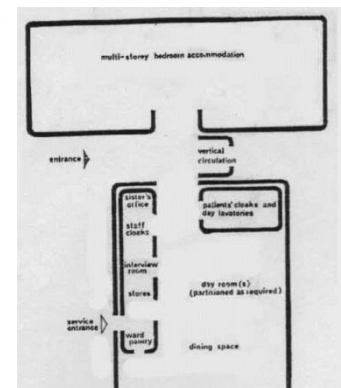 multi-storey bedroom accommodation
entrance
vertical
circulation
sister's
office
patients' cloaks and
day lavatories
staff
cloaks
interview
room
day room(s)
(partitioned as required)
stores
service
entrance
ward
pantry
dining space